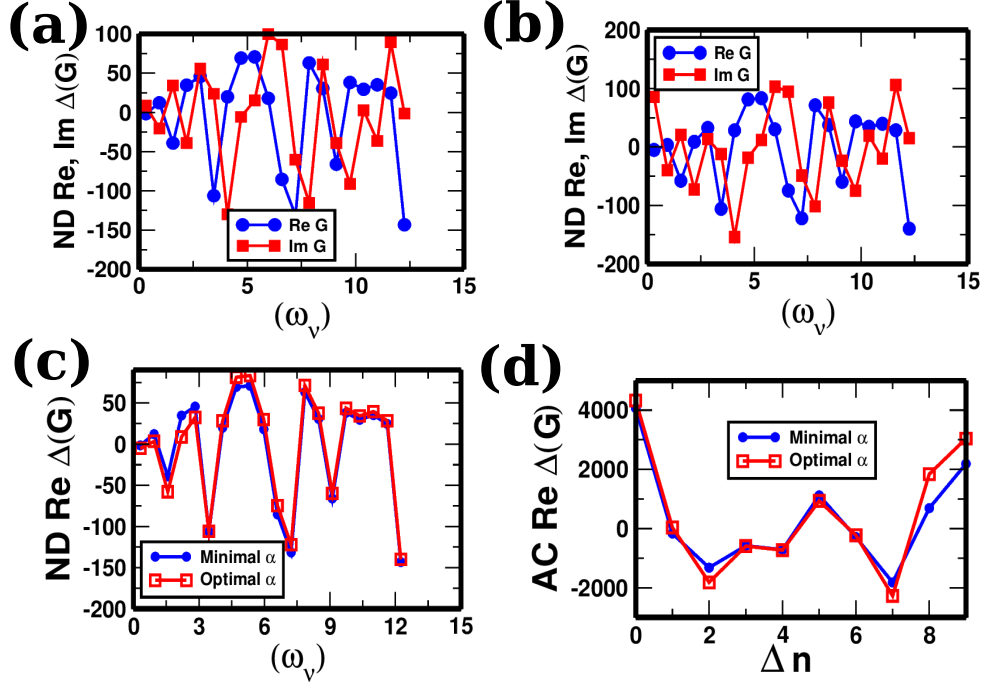 (a)
ND Re, Im Δ(G)
100
50
0
-50
-100
-150
-200
Re G
Im G
0 5 10 15
(ων)
(b)
ND Re, Im Δ(G)
200
100
0
-100
-200
Re G
Im G
0 5 10 15
(ων)
(c)
ND Re Δ(G)
50
0
-50
-100
-150
-200
Minimal α
Optimal α
0 3 6 9 12 15
(ων)
(d)
AC Re Δ(G)
4000
2000
0
-2000
Minimal α
Optimal α
0 2 4 6 8
Δ n